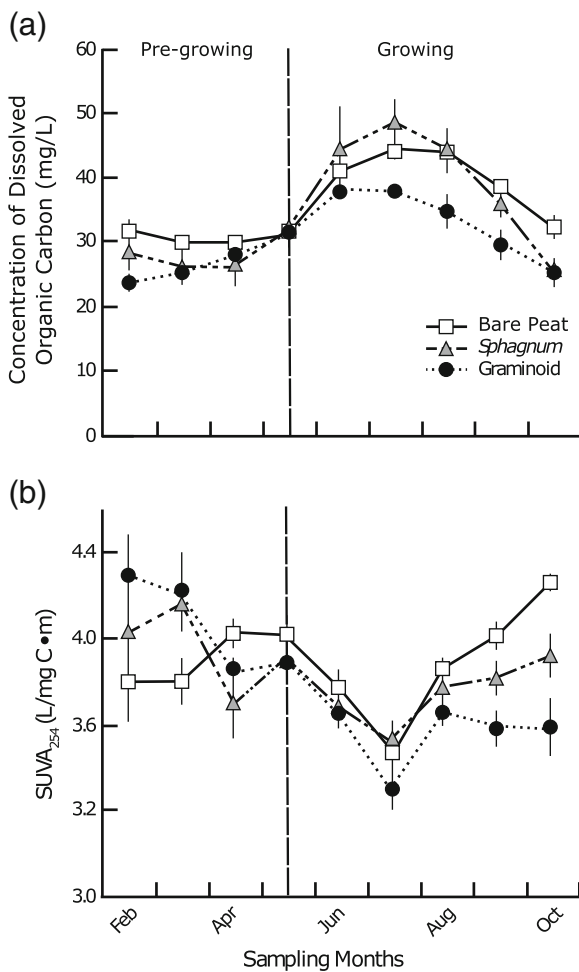 (a)
Pre-growing
Growing
Concentration of Dissolved
Organic Carbon (mg/L)
60
50
40
30
20
10
0
Bare Peat
Sphagnum
Graminoid
(b)
SUVA254 (L/mg C•m)
4.4
4.0
3.6
3.2
3.0
Feb
Apr
Jun
Aug
Oct
Sampling Months